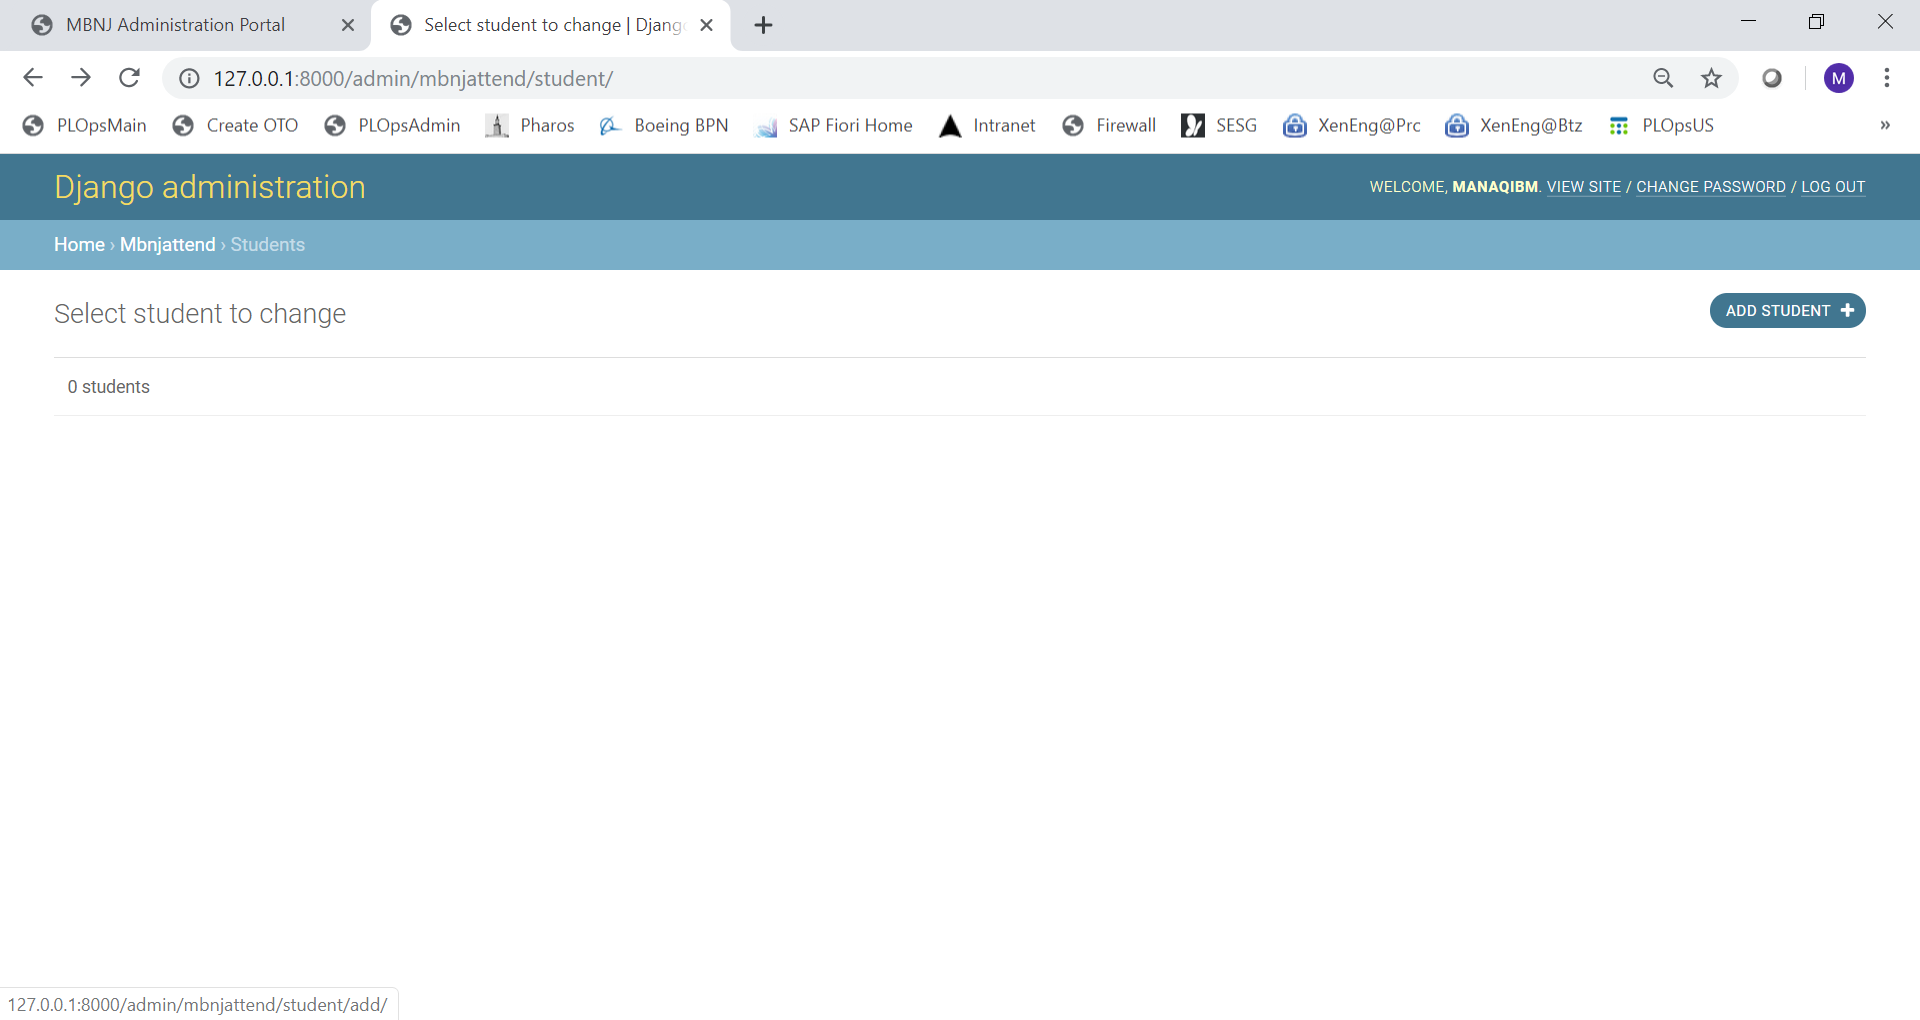 MBNJ Administration Portal
Select student to change | Djang
127.0.0.1:8000/admin/mbnjattend/student/
M
PLOpsMain Create OTO PLOpsAdmin Pharos Boeing BPN SAP Fiori Home Intranet Firewall SESG XenEng@Prc XenEng@Btz PLOpsUS »
Django administration
WELCOME, MANAQIBM. VIEW SITE / CHANGE PASSWORD / LOG OUT
Home › Mbnjattend › Students
Select student to change
ADD STUDENT +
0 students
127.0.0.1:8000/admin/mbnjattend/student/add/